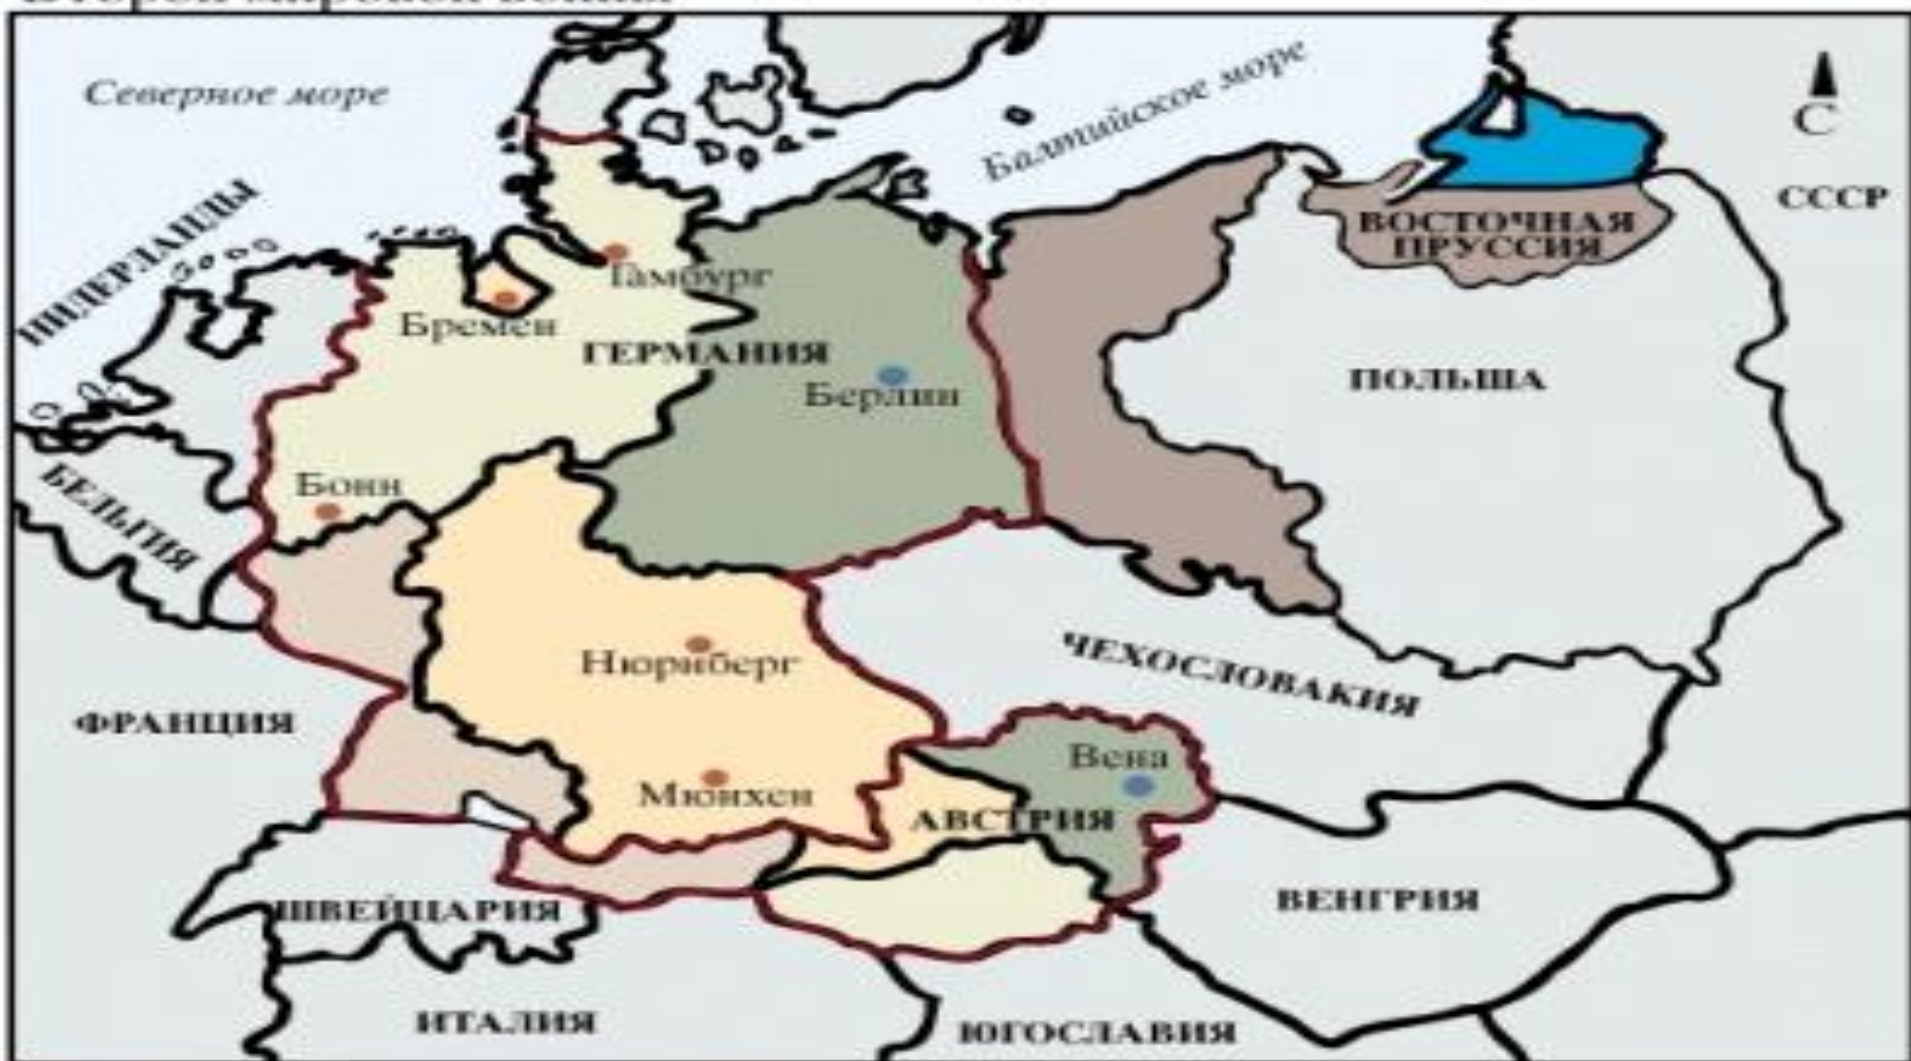 Северное море
Балтийское море
С
СССР
НИДЕРЛАНДЫ
ВОСТОЧНАЯ
ПРУССИЯ
Гамбург
Бремен
ГЕРМАНИЯ
Берлин
ПОЛЬША
БЕЛЬГИЯ
Бонн
Нюрнберг
ЧЕХОСЛОВАКИЯ
ФРАНЦИЯ
Вена
Мюнхен
АВСТРИЯ
ШВЕЙЦАРИЯ
ВЕНГРИЯ
ИТАЛИЯ
ЮГОСЛАВИЯ